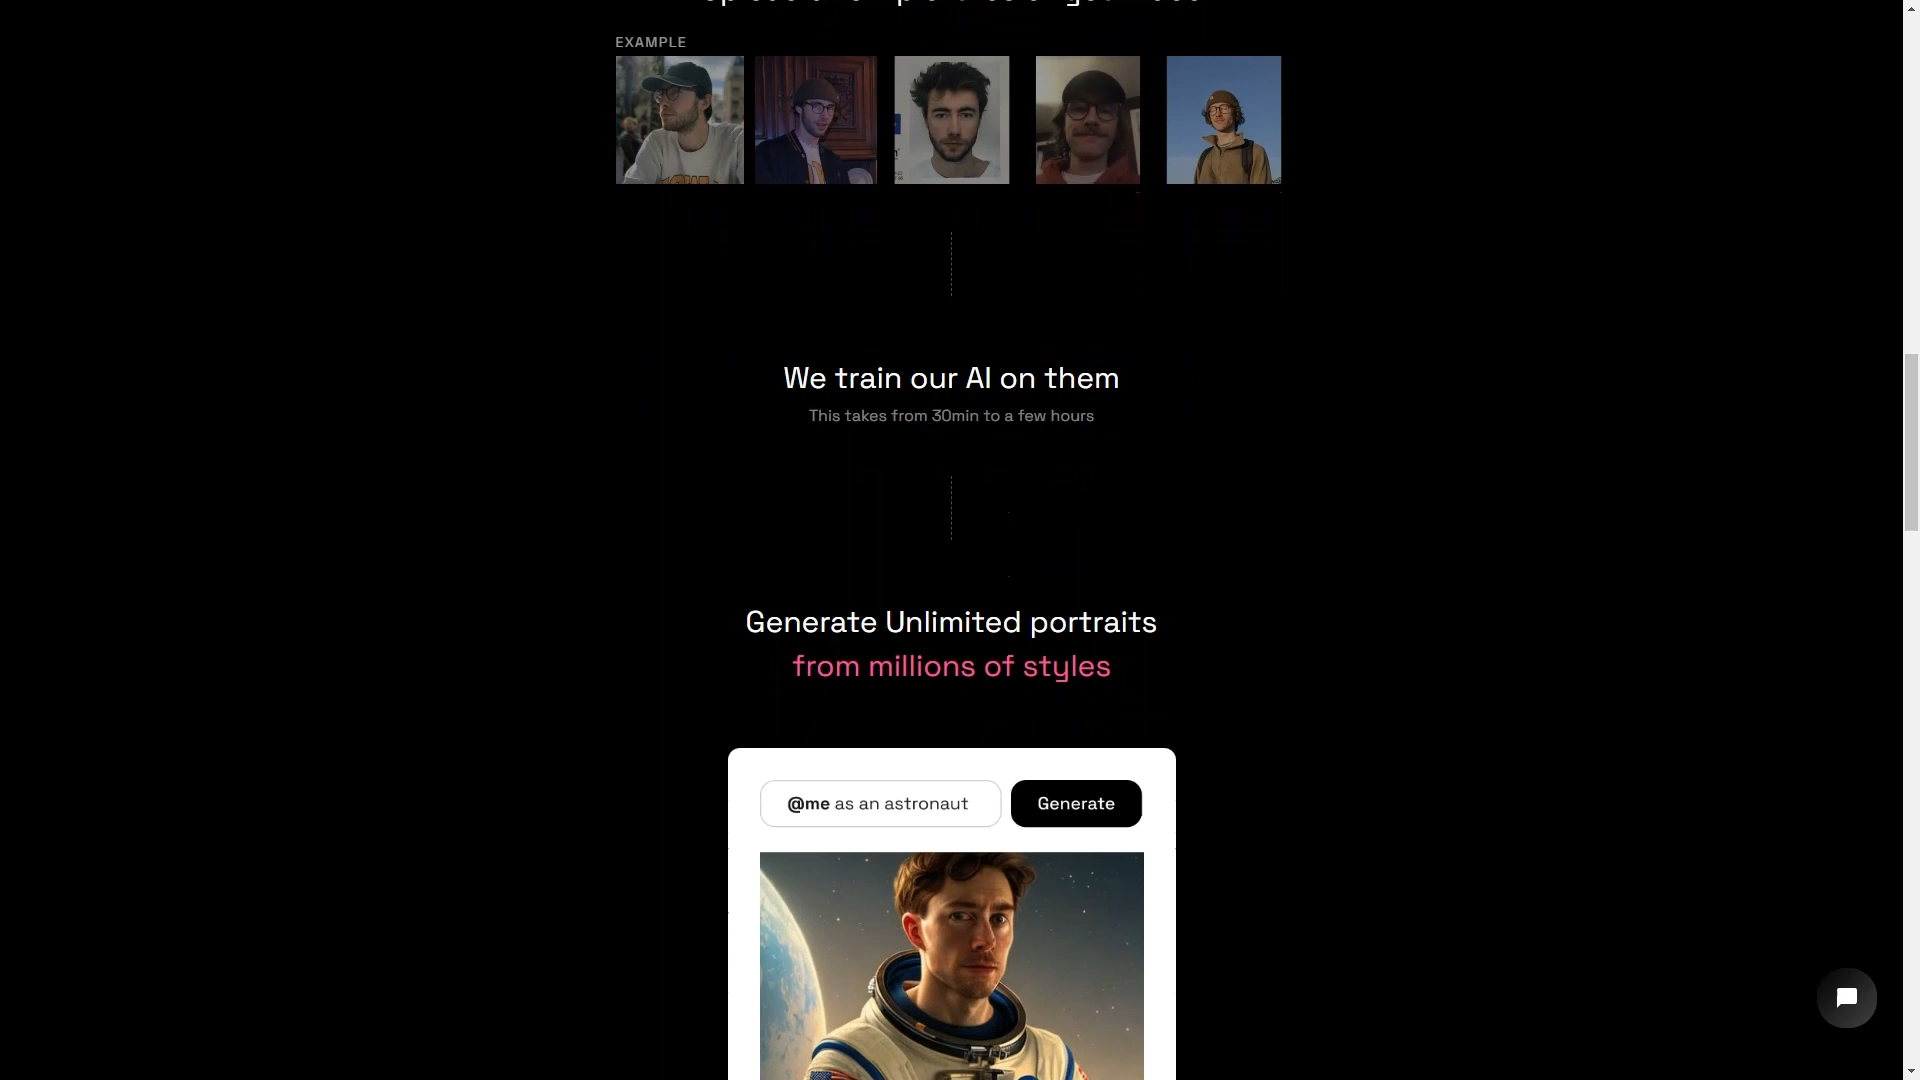 EXAMPLE
We train our AI on them
This takes from 30min to a few hours
Generate Unlimited portraits
from millions of styles
@me as an astronaut
Generate